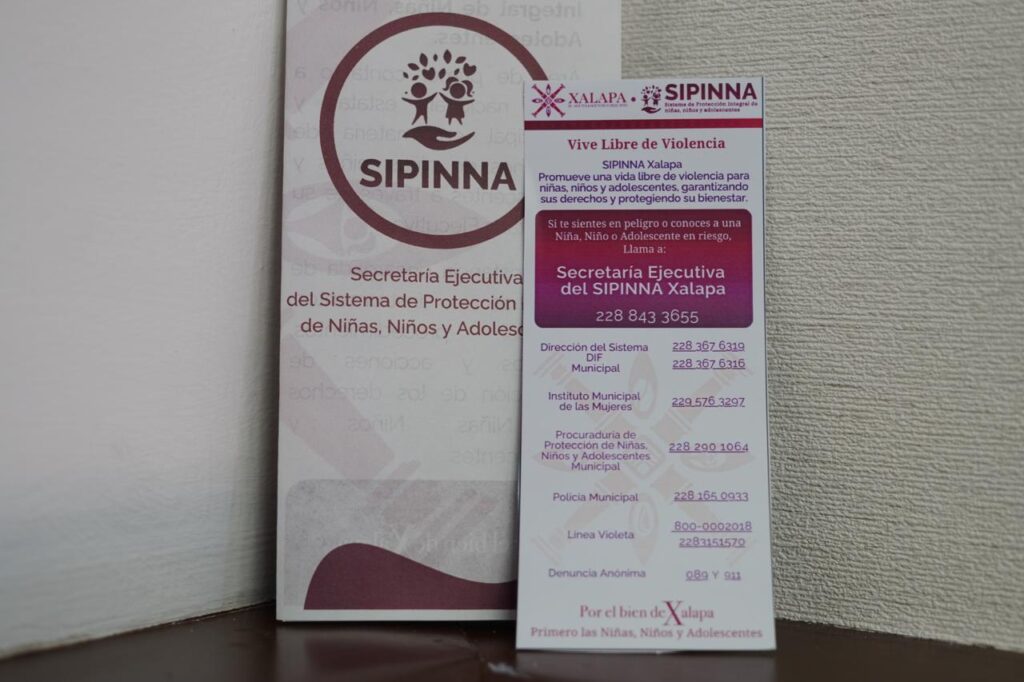 SIPINNA
Secretaría Ejecutiva
del Sistema de Protección
de Niñas, Niños y
XALAPA • SIPINNA
Sistema de Protección Integral de
niñas, niños y adolescentes
Vive Libre de Violencia
SIPINNA Xalapa
Promueve una vida libre de violencia para
niñas, niños y adolescentes, garantizando
sus derechos y protegiendo su bienestar.
Si te sientes en peligro o conoces a una
Niña, Niño o Adolescente en riesgo,
Llama a:
Secretaría Ejecutiva
del SIPINNA Xalapa
228 843 3655
Dirección del Sistema 228 367 6319
DIF 228 367 6316
Municipal
Instituto Municipal
de las Mujeres 229 576 3297
Procuraduria de
Protección de Niñas, 228 290 1064
Niños y Adolescentes
Municipal
Policía Municipal 228 165 0933
Línea Violeta 800-0002018
2283151570
Denuncia Anónima 089 Y 911
Por el bien de Xalapa
Primero las Niñas, Niños y Adolescentes